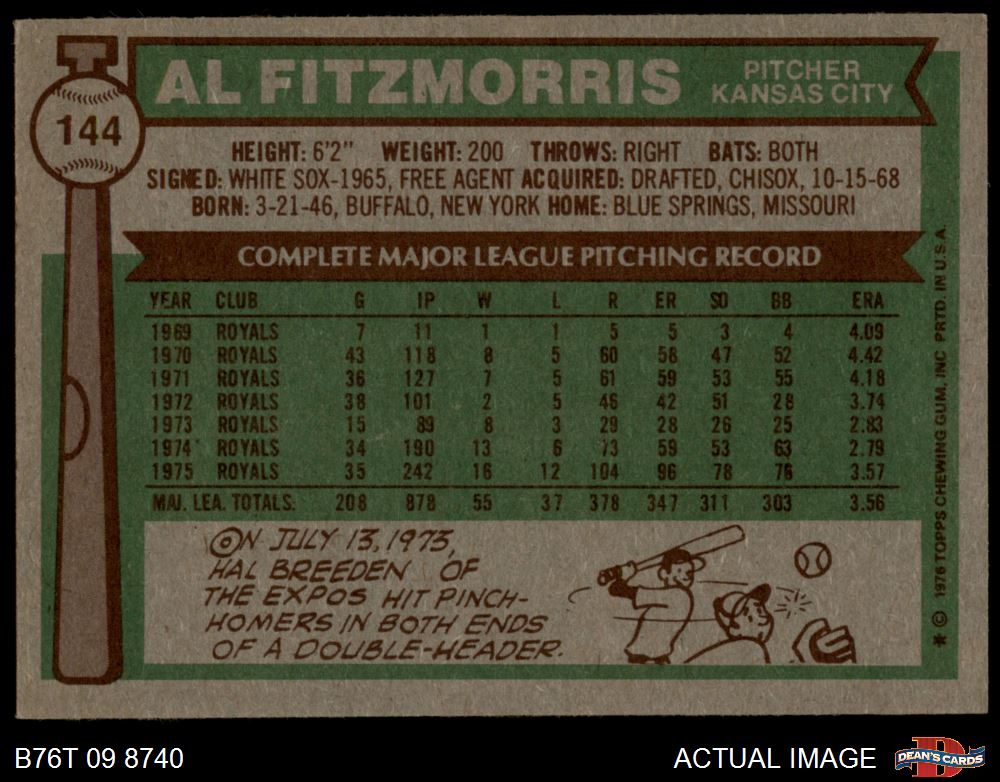 144
AL FITZMORRIS
PITCHER
KANSAS CITY
HEIGHT: 6'2" WEIGHT: 200 THROWS: RIGHT BATS: BOTH
SIGNED: WHITE SOX-1965, FREE AGENT ACQUIRED: DRAFTED, CHISOX, 10-15-68
BORN: 3-21-46, BUFFALO, NEW YORK HOME: BLUE SPRINGS, MISSOURI
COMPLETE MAJOR LEAGUE PITCHING RECORD
YEAR CLUB G IP W L R ER SO BB ERA
1969 ROYALS 7 11 1 1 5 5 3 4 4.09
1970 ROYALS 43 118 8 5 60 58 47 52 4.42
1971 ROYALS 36 127 7 5 61 59 53 55 4.18
1972 ROYALS 38 101 2 5 46 42 51 28 3.74
1973 ROYALS 15 89 8 3 29 28 26 25 2.83
1974 ROYALS 34 190 13 6 73 59 53 63 2.79
1975 ROYALS 35 242 16 12 104 96 78 76 3.57
MAJ. LEA. TOTALS: 208 878 55 37 378 347 311 303 3.56
ON JULY 13, 1973,
HAL BREEDEN OF
THE EXPOS HIT PINCH-
HOMERS IN BOTH ENDS
OF A DOUBLE-HEADER.
* © 1976 TOPPS CHEWING GUM, INC PRTD. IN U.S.A.
B76T 09 8740
ACTUAL IMAGE
D
DEAN'S CARDS